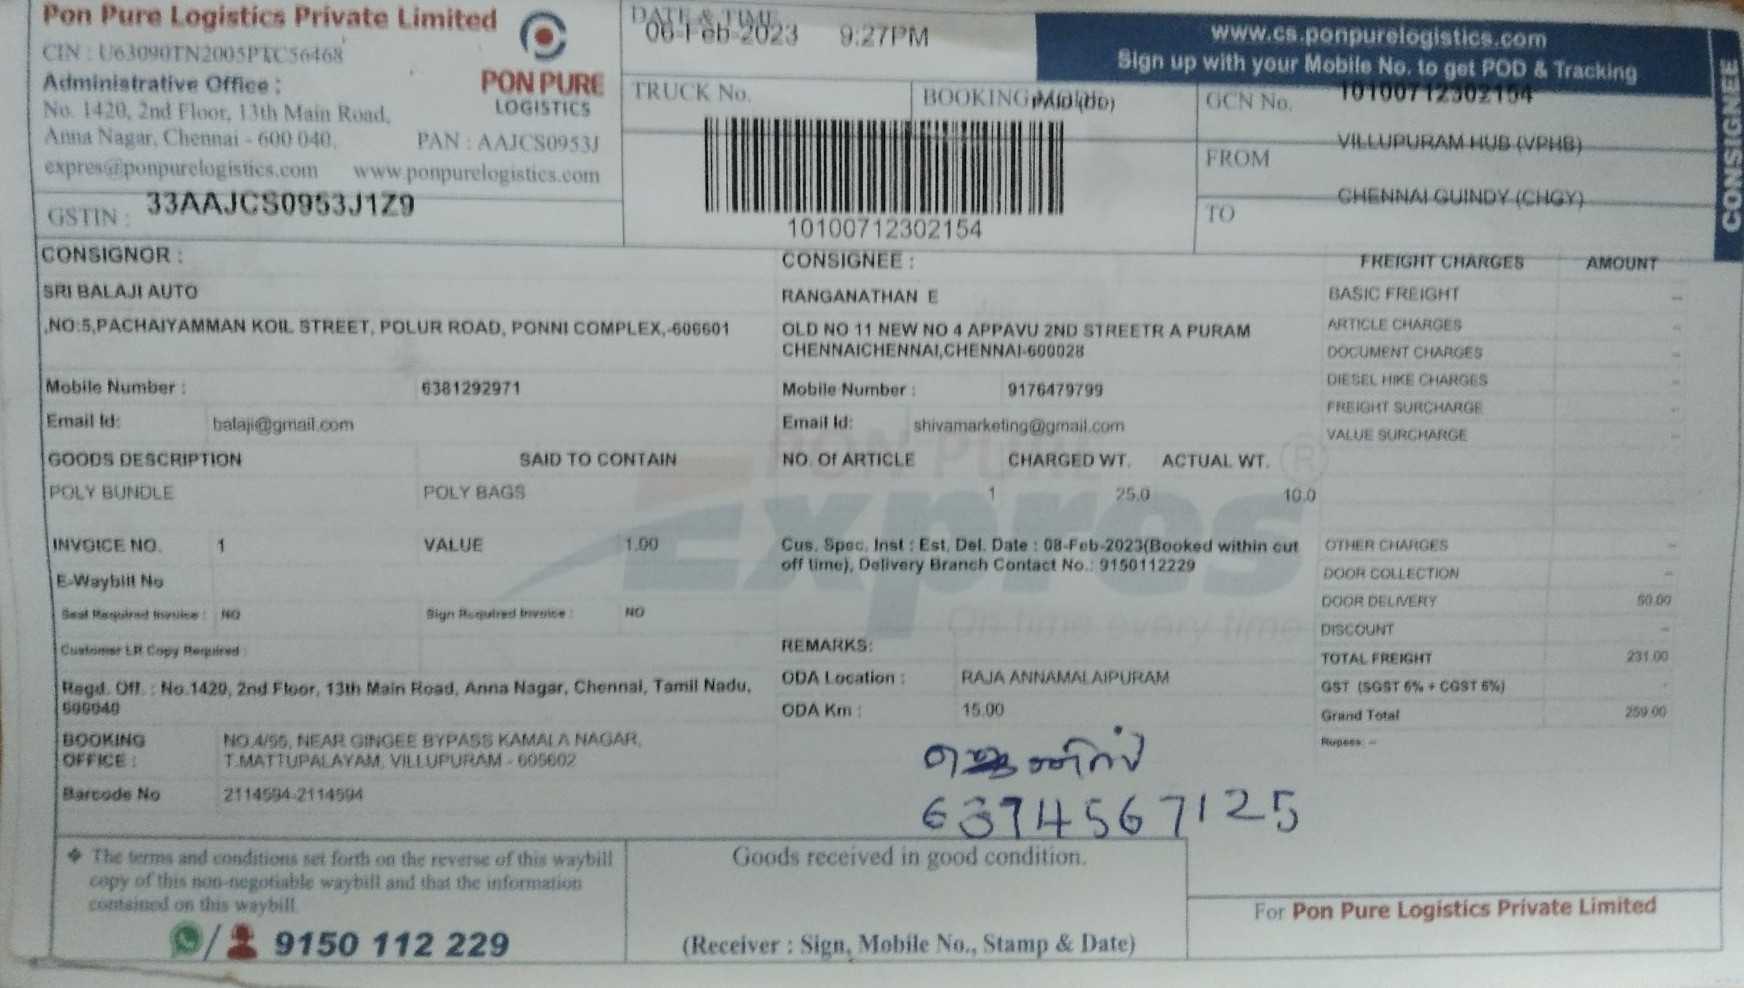 Pon Pure Logistics Private Limited
CIN : U63090TN2005PTC56468
Administrative Office :
No. 1420, 2nd Floor, 13th Main Road,
Anna Nagar, Chennai - 600 040.
PAN : AAJCS0953J
expres@ponpurelogistics.com www.ponpurelogistics.com
GSTIN : 33AAJCS0953J1Z9
PON PURE
LOGISTICS
DATE & TIME
06-Feb-2023 9:27PM
TRUCK No.
BOOKING
10100712302154
www.cs.ponpurelogistics.com
Sign up with your Mobile No. to get POD & Tracking
GCN No. 10100712302154
FROM VILLUPURAM HUB (VPHB)
TO CHENNAI GUINDY (CHGY)
CONSIGNEE
CONSIGNOR :
SRI BALAJI AUTO
,NO:5,PACHAIYAMMAN KOIL STREET, POLUR ROAD, PONNI COMPLEX,-606601
Mobile Number : 6381292971
Email Id: balaji@gmail.com
CONSIGNEE :
RANGANATHAN E
OLD NO 11 NEW NO 4 APPAVU 2ND STREETR A PURAM
CHENNAICHENNAI,CHENNAI-600028
Mobile Number : 9176479799
Email Id: shivamarketing@gmail.com
GOODS DESCRIPTION SAID TO CONTAIN NO. Of ARTICLE CHARGED WT. ACTUAL WT.
POLY BUNDLE POLY BAGS 1 25.0 10.0
INVOICE NO. 1 VALUE 1.00
E-Waybill No
Seal Required Invoice : NO Sign Required Invoice : NO
Customer LR Copy Required :
Cus. Spec. Inst : Est. Del. Date : 08-Feb-2023(Booked within cut
off time), Delivery Branch Contact No.: 9150112229
PON PURE
Expres
On time every time
REMARKS:
ODA Location : RAJA ANNAMALAIPURAM
ODA Km : 15.00
Regd. Off. : No.1420, 2nd Floor, 13th Main Road, Anna Nagar, Chennai, Tamil Nadu,
600040
BOOKING
OFFICE :
NO.4/95, NEAR GINGEE BYPASS KAMALA NAGAR,
T.MATTUPALAYAM, VILLUPURAM - 605602
Barcode No 2114594-2114594
FREIGHT CHARGES AMOUNT
BASIC FREIGHT –
ARTICLE CHARGES –
DOCUMENT CHARGES –
DIESEL HIKE CHARGES –
FREIGHT SURCHARGE –
VALUE SURCHARGE –
OTHER CHARGES –
DOOR COLLECTION –
DOOR DELIVERY 50.00
DISCOUNT –
TOTAL FREIGHT 231.00
GST (SGST 6% + CGST 6%) -
Grand Total 259.00
Rupees: –
6374567125
❖ The terms and conditions set forth on the reverse of this waybill
copy of this non-negotiable waybill and that the information
contained on this waybill.
/ 9150 112 229
Goods received in good condition.
(Receiver : Sign, Mobile No., Stamp & Date)
For Pon Pure Logistics Private Limited